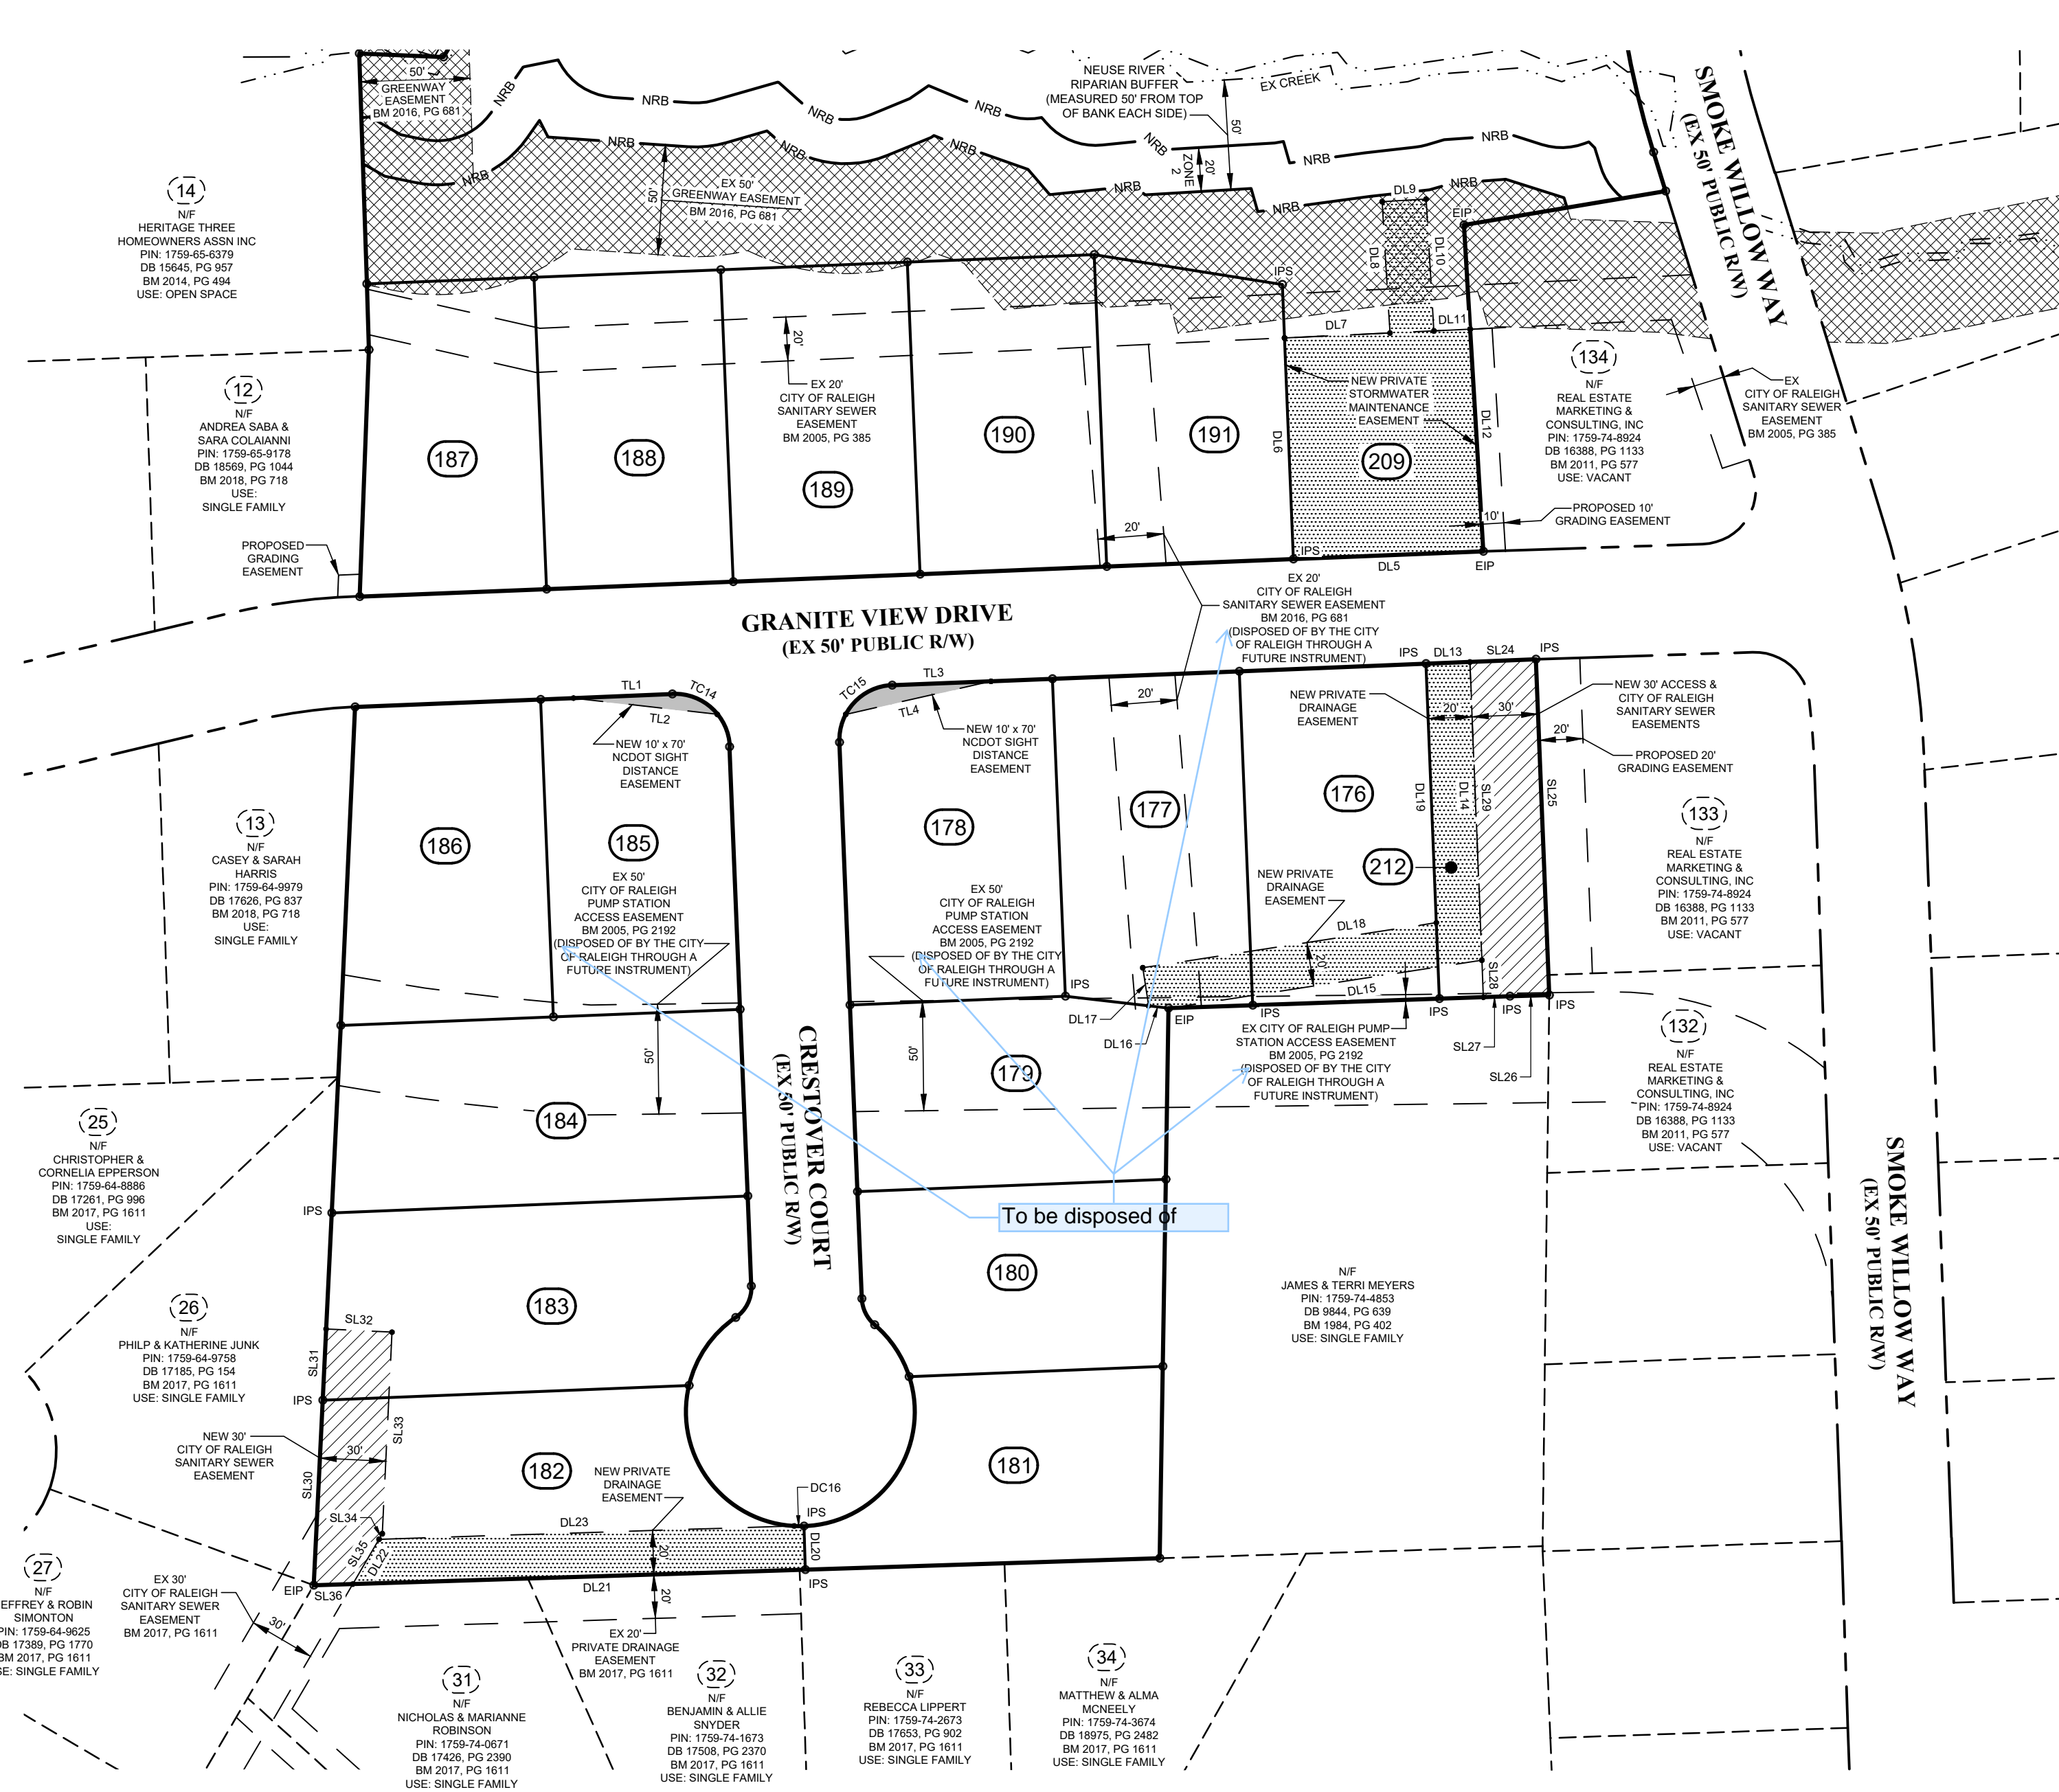 50'
GREENWAY
EASEMENT
BM 2016, PG 681
NRB
NRB
NRB
NRB
NRB
NRB
NRB
NRB
NRB
NRB
NRB
NRB
NRB
NRB
NEUSE RIVER
RIPARIAN BUFFER
(MEASURED 50' FROM TOP
OF BANK EACH SIDE)
EX CREEK
50'
20'
ZONE
2
50'
EX 50'
GREENWAY EASEMENT
BM 2016, PG 681
SMOKE WILLOW WAY
(EX 50' PUBLIC R/W)
14
N/F
HERITAGE THREE
HOMEOWNERS ASSN INC
PIN: 1759-65-6379
DB 15645, PG 957
BM 2014, PG 494
USE: OPEN SPACE
12
N/F
ANDREA SABA &
SARA COLAIANNI
PIN: 1759-65-9178
DB 18569, PG 1044
BM 2018, PG 718
USE:
SINGLE FAMILY
PROPOSED
GRADING
EASEMENT
187
188
189
190
191
209
20'
EX 20'
CITY OF RALEIGH
SANITARY SEWER
EASEMENT
BM 2005, PG 385
IPS
EIP
DL9
DL8
DL10
DL7
DL11
DL6
DL12
NEW PRIVATE
STORMWATER
MAINTENANCE
EASEMENT
134
N/F
REAL ESTATE
MARKETING &
CONSULTING, INC
PIN: 1759-74-8924
DB 16388, PG 1133
BM 2011, PG 577
USE: VACANT
EX
CITY OF RALEIGH
SANITARY SEWER
EASEMENT
BM 2005, PG 385
10'
PROPOSED 10'
GRADING EASEMENT
20'
IPS
DL5
EIP
GRANITE VIEW DRIVE
(EX 50' PUBLIC R/W)
EX 20'
CITY OF RALEIGH
SANITARY SEWER EASEMENT
BM 2016, PG 681
(DISPOSED OF BY THE CITY
OF RALEIGH THROUGH A
FUTURE INSTRUMENT)
TL1
TC14
TL2
TC15
TL3
TL4
NEW 10' x 70'
NCDOT SIGHT
DISTANCE
EASEMENT
NEW 10' x 70'
NCDOT SIGHT
DISTANCE
EASEMENT
20'
IPS
DL13
SL24
IPS
NEW PRIVATE
DRAINAGE
EASEMENT
20'
30'
NEW 30' ACCESS &
CITY OF RALEIGH
SANITARY SEWER
EASEMENTS
20'
PROPOSED 20'
GRADING EASEMENT
DL19
DL14
SL29
SL25
13
N/F
CASEY & SARAH
HARRIS
PIN: 1759-64-9979
DB 17626, PG 837
BM 2018, PG 718
USE:
SINGLE FAMILY
186
185
178
177
176
212
133
N/F
REAL ESTATE
MARKETING &
CONSULTING, INC
PIN: 1759-74-8924
DB 16388, PG 1133
BM 2011, PG 577
USE: VACANT
EX 50'
CITY OF RALEIGH
PUMP STATION
ACCESS EASEMENT
BM 2005, PG 2192
(DISPOSED OF BY THE CITY
OF RALEIGH THROUGH A
FUTURE INSTRUMENT)
EX 50'
CITY OF RALEIGH
PUMP STATION
ACCESS EASEMENT
BM 2005, PG 2192
(DISPOSED OF BY THE CITY
OF RALEIGH THROUGH A
FUTURE INSTRUMENT)
NEW PRIVATE
DRAINAGE
EASEMENT
DL18
20'
DL15
SL28
IPS
DL17
DL16
EIP
IPS
IPS
IPS
SL27
SL26
EX CITY OF RALEIGH PUMP
STATION ACCESS EASEMENT
BM 2005, PG 2192
(DISPOSED OF BY THE CITY
OF RALEIGH THROUGH A
FUTURE INSTRUMENT)
132
N/F
REAL ESTATE
MARKETING &
CONSULTING, INC
PIN: 1759-74-8924
DB 16388, PG 1133
BM 2011, PG 577
USE: VACANT
50'
50'
CRESTOVER COURT
(EX 50' PUBLIC R/W)
179
184
To be disposed of
25
N/F
CHRISTOPHER &
CORNELIA EPPERSON
PIN: 1759-64-8886
DB 17261, PG 996
BM 2017, PG 1611
USE:
SINGLE FAMILY
IPS
SMOKE WILLOW WAY
(EX 50' PUBLIC R/W)
183
180
N/F
JAMES & TERRI MEYERS
PIN: 1759-74-4853
DB 9844, PG 639
BM 1984, PG 402
USE: SINGLE FAMILY
26
N/F
PHILP & KATHERINE JUNK
PIN: 1759-64-9758
DB 17185, PG 154
BM 2017, PG 1611
USE: SINGLE FAMILY
SL32
SL31
IPS
SL33
30'
NEW 30'
CITY OF RALEIGH
SANITARY SEWER
EASEMENT
SL30
182
181
NEW PRIVATE
DRAINAGE
EASEMENT
DC16
IPS
SL34
DL23
20'
DL20
SL35
DL22
EIP
SL36
DL21
IPS
20'
27
N/F
EFFREY & ROBIN
SIMONTON
PIN: 1759-64-9625
DB 17389, PG 1770
BM 2017, PG 1611
SE: SINGLE FAMILY
EX 30'
CITY OF RALEIGH
SANITARY SEWER
EASEMENT
BM 2017, PG 1611
30'
EX 20'
PRIVATE DRAINAGE
EASEMENT
BM 2017, PG 1611
31
N/F
NICHOLAS & MARIANNE
ROBINSON
PIN: 1759-74-0671
DB 17426, PG 2390
BM 2017, PG 1611
USE: SINGLE FAMILY
32
N/F
BENJAMIN & ALLIE
SNYDER
PIN: 1759-74-1673
DB 17508, PG 2370
BM 2017, PG 1611
USE: SINGLE FAMILY
33
N/F
REBECCA LIPPERT
PIN: 1759-74-2673
DB 17653, PG 902
BM 2017, PG 1611
USE: SINGLE FAMILY
34
N/F
MATTHEW & ALMA
MCNEELY
PIN: 1759-74-3674
DB 18975, PG 2482
BM 2017, PG 1611
USE: SINGLE FAMILY